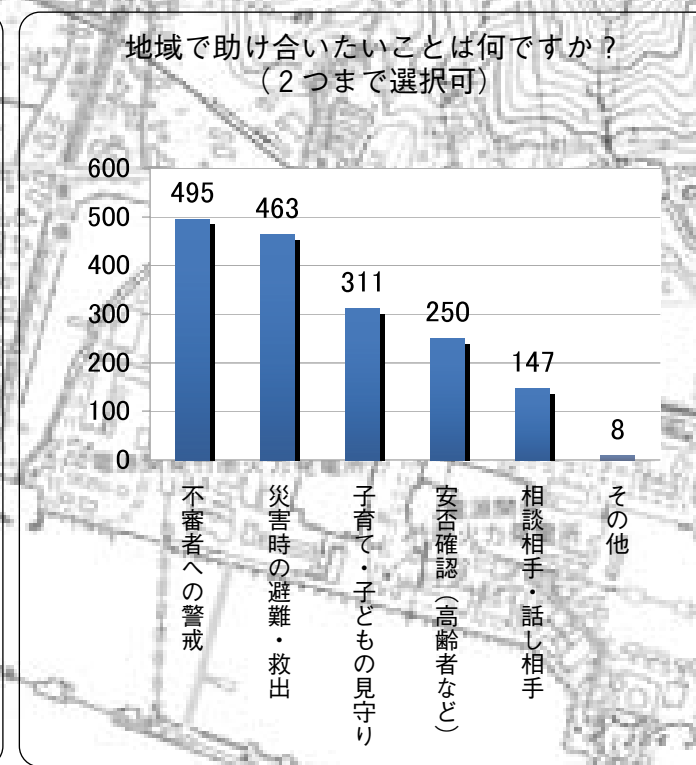 地域で助け合いたいことは何ですか？
（２つまで選択可）
600
500
400
300
200
100
0
495
463
311
250
147
8
不審者への警戒
災害時の避難・救出
子育て・子どもの見守り
安否確認（高齢者など）
相談相手・話し相手
その他